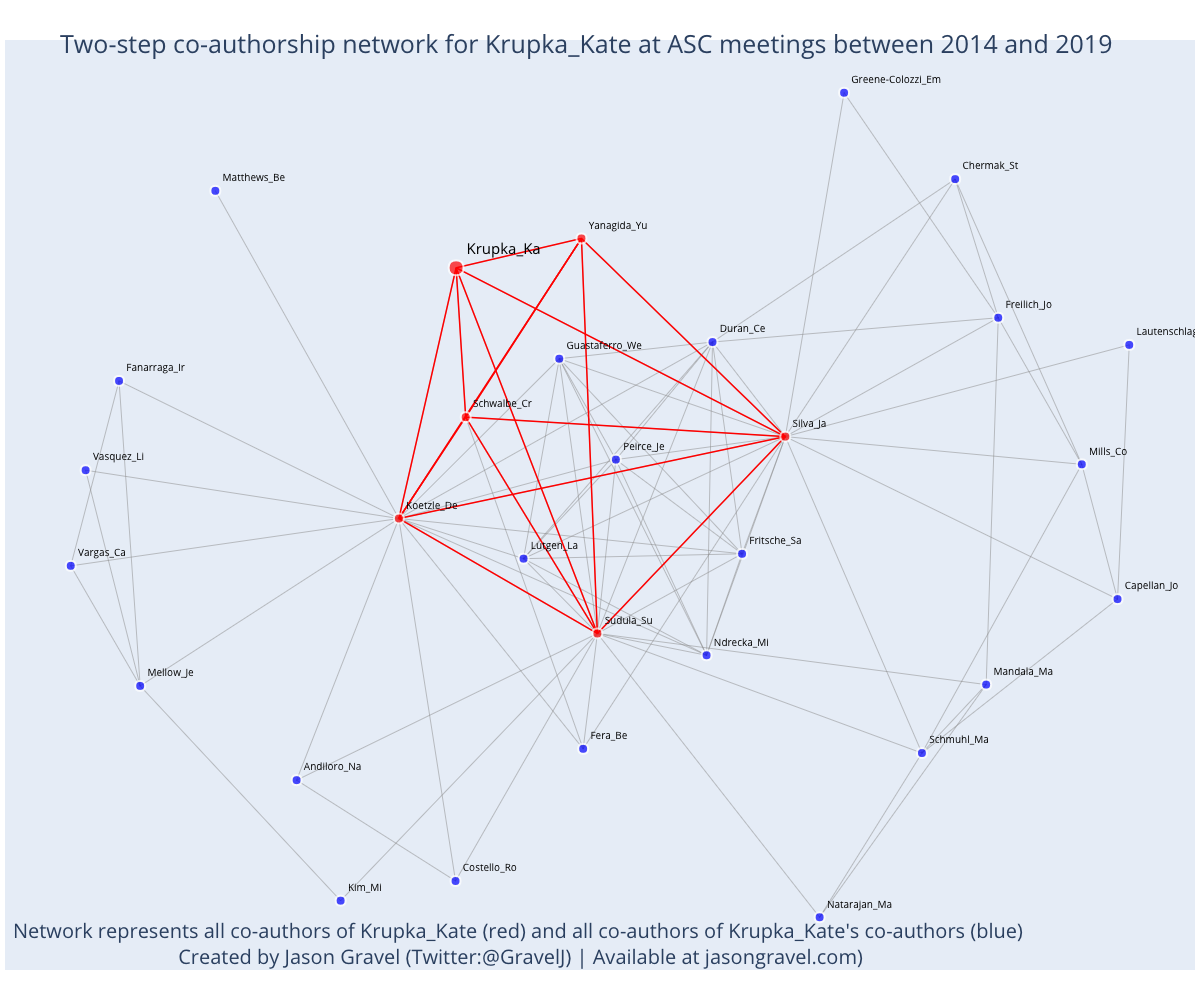 Two-step co-authorship network for Krupka_Kate at ASC meetings between 2014 and 2019
Greene-Colozzi_Em
Chermak_St
Matthews_Be
Yanagida_Yu
Krupka_Ka
Freilich_Jo
Duran_Ce
Lautenschlag
Guastaferro_We
Fanarraga_Ir
Schwalbe_Cr
Silva_Ja
Peirce_Je
Mills_Co
Vasquez_Li
Koetzle_De
Fritsche_Sa
Lutgen_La
Vargas_Ca
Capellan_Jo
Sudula_Su
Ndrecka_Mi
Mellow_Je
Mandala_Ma
Fera_Be
Schmuhl_Ma
Andiloro_Na
Costello_Ro
Kim_Mi
Natarajan_Ma
Network represents all co-authors of Krupka_Kate (red) and all co-authors of Krupka_Kate's co-authors (blue)
Created by Jason Gravel (Twitter:@GravelJ) | Available at jasongravel.com)